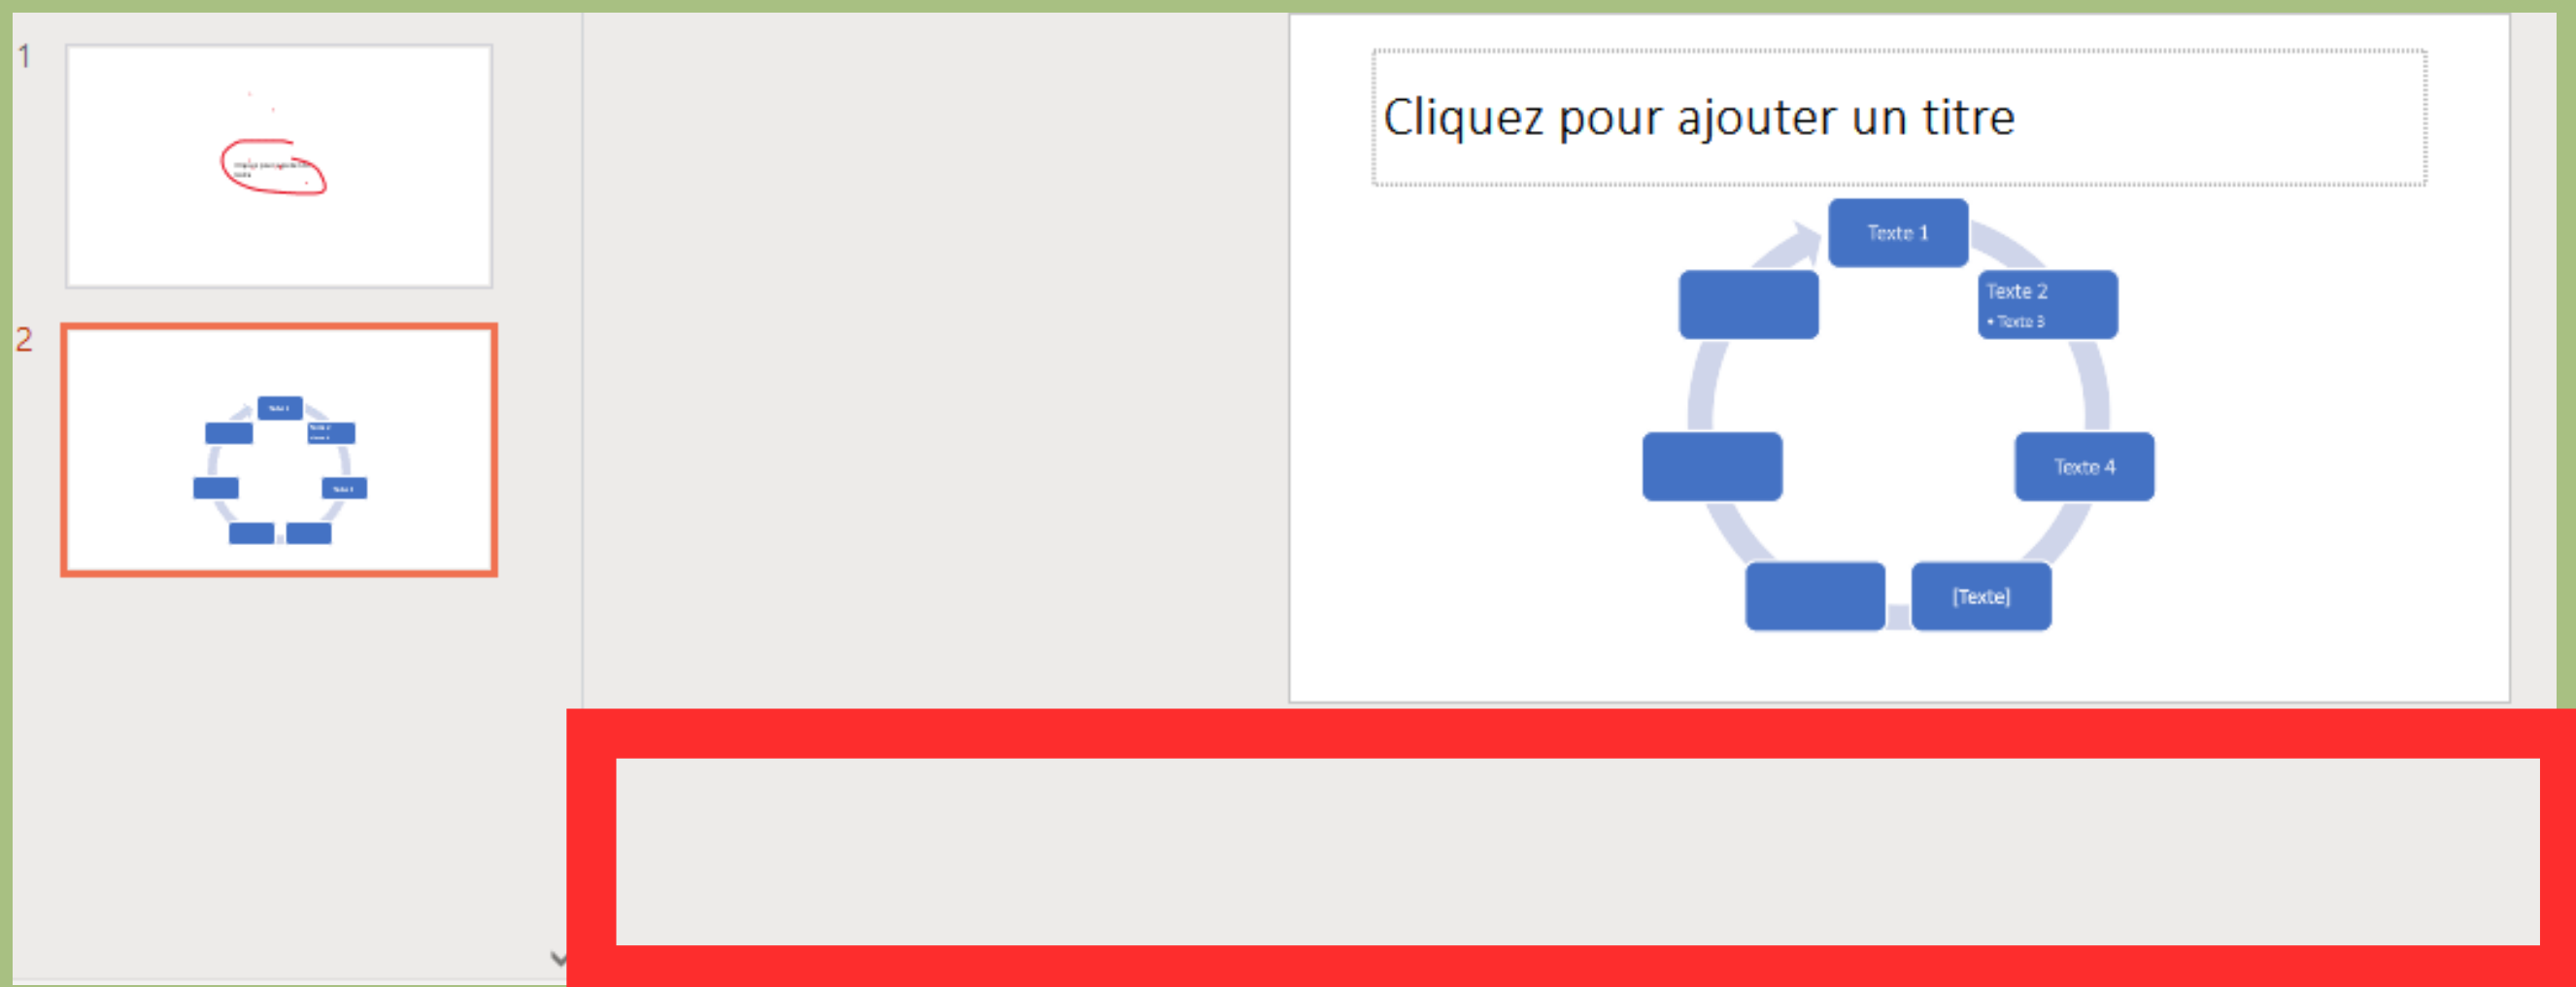 1
2
Cliquez pour ajouter un titre
Texte 1
Texte 2
• Texte 3
Texte 4
[Texte]